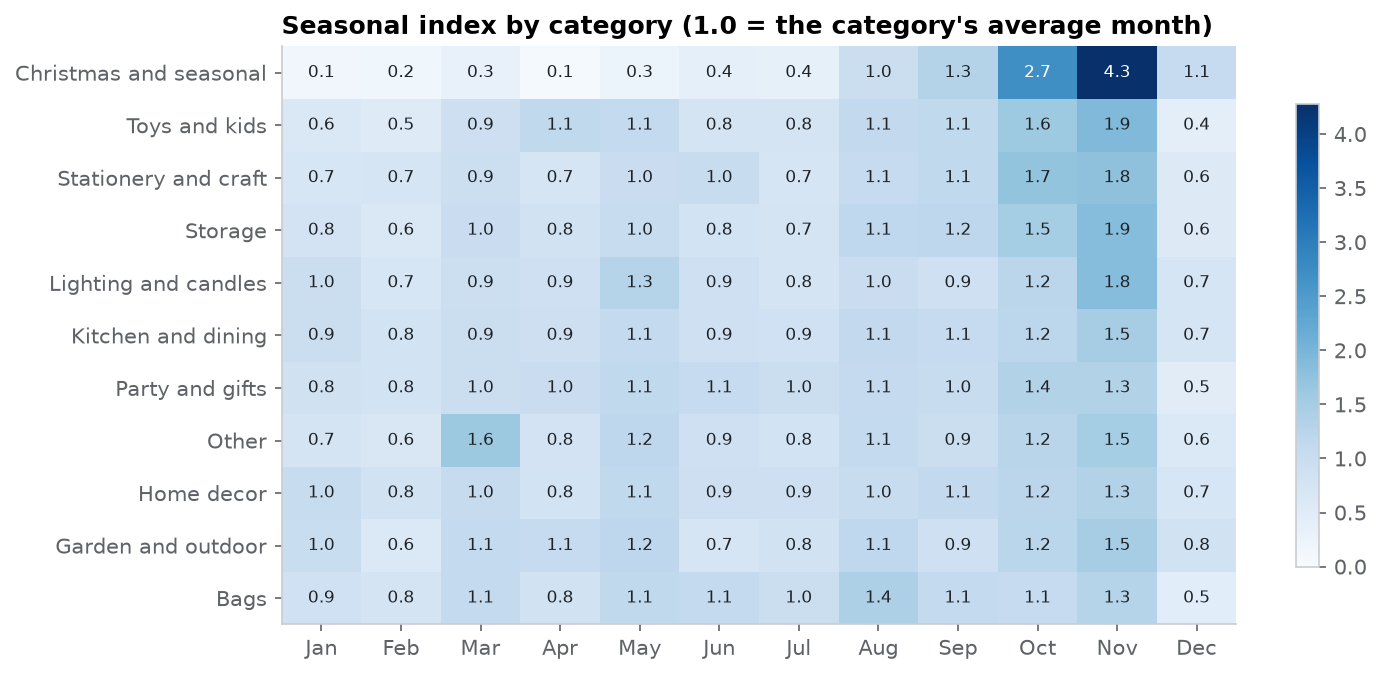 Seasonal index by category (1.0 = the category's average month)
Christmas and seasonal 0.1 0.2 0.3 0.1 0.3 0.4 0.4 1.0 1.3 2.7 4.3 1.1
Toys and kids 0.6 0.5 0.9 1.1 1.1 0.8 0.8 1.1 1.1 1.6 1.9 0.4
Stationery and craft 0.7 0.7 0.9 0.7 1.0 1.0 0.7 1.1 1.1 1.7 1.8 0.6
Storage 0.8 0.6 1.0 0.8 1.0 0.8 0.7 1.1 1.2 1.5 1.9 0.6
Lighting and candles 1.0 0.7 0.9 0.9 1.3 0.9 0.8 1.0 0.9 1.2 1.8 0.7
Kitchen and dining 0.9 0.8 0.9 0.9 1.1 0.9 0.9 1.1 1.1 1.2 1.5 0.7
Party and gifts 0.8 0.8 1.0 1.0 1.1 1.1 1.0 1.1 1.0 1.4 1.3 0.5
Other 0.7 0.6 1.6 0.8 1.2 0.9 0.8 1.1 0.9 1.2 1.5 0.6
Home decor 1.0 0.8 1.0 0.8 1.1 0.9 0.9 1.0 1.1 1.2 1.3 0.7
Garden and outdoor 1.0 0.6 1.1 1.1 1.2 0.7 0.8 1.1 0.9 1.2 1.5 0.8
Bags 0.9 0.8 1.1 0.8 1.1 1.1 1.0 1.4 1.1 1.1 1.3 0.5
Jan Feb Mar Apr May Jun Jul Aug Sep Oct Nov Dec
4.0
3.5
3.0
2.5
2.0
1.5
1.0
0.5
0.0